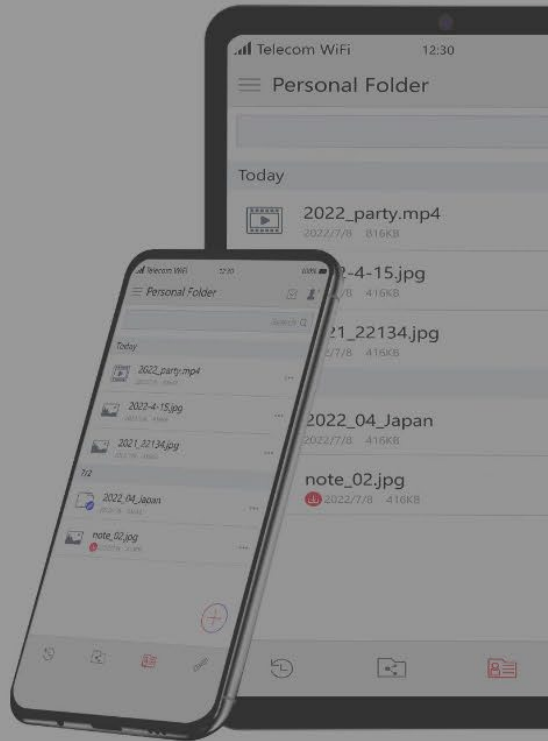 Telecom WiFi 12:30
Personal Folder
Today
2022_party.mp4
2022/7/8 816KB
2-4-15.jpg
/8 416KB
21_22134.jpg
2022/7/8 416KB
2022_04_Japan
2022/7/8 416KB
note_02.jpg
2022/7/8 416KB
Telecom WiFi 12:30
Personal Folder
Search
Today
2022_party.mp4
2022-4-15.jpg
2021_22134.jpg
7/2
2022_04_Japan
note_02.jpg